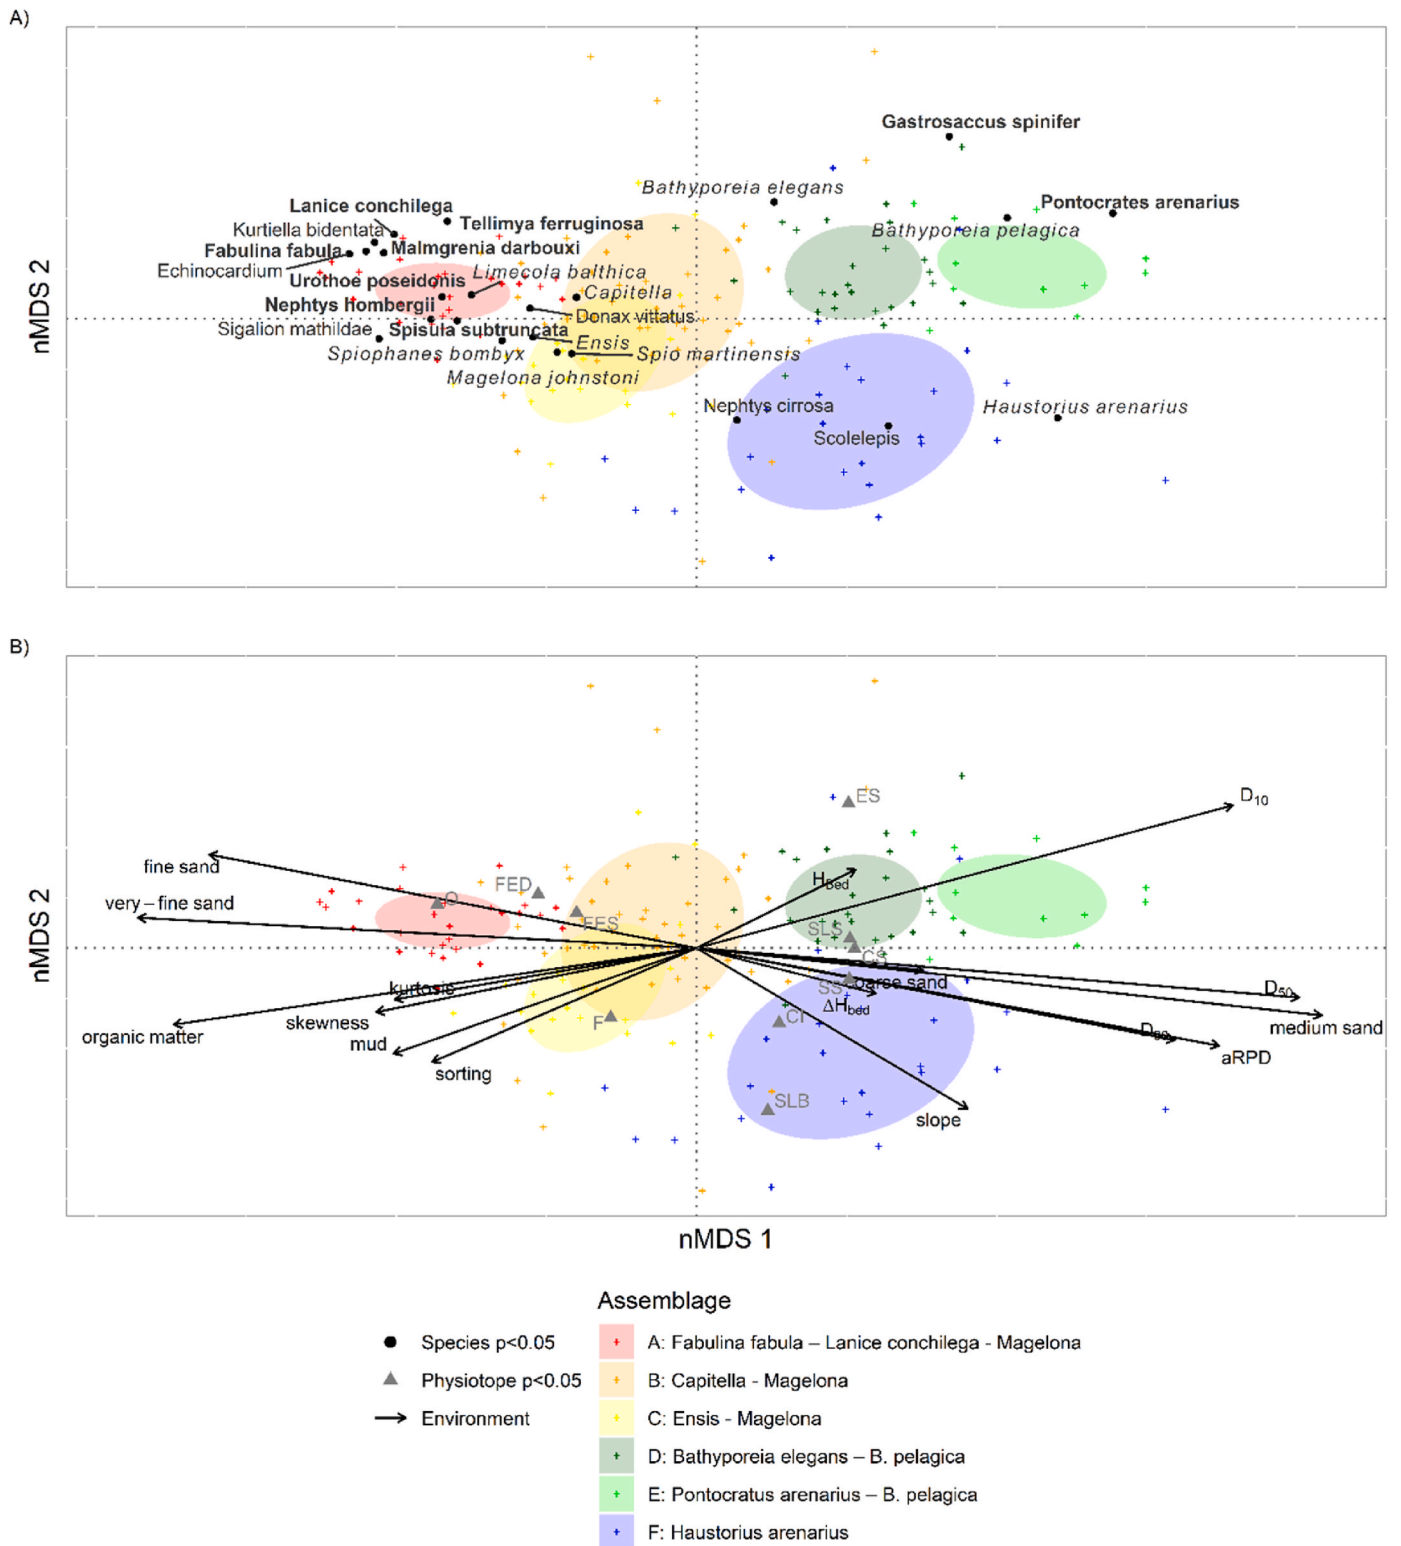 A)
nMDS 2
Gastrosaccus spinifer
Bathyporeia elegans
Pontocrates arenarius
Bathyporeia pelagica
Lanice conchilega
Tellimya ferruginosa
Kurtiella bidentata
Fabulina fabula
Malmgrenia darbouxi
Echinocardium
Limecola balthica
Urothoe poseidonis
Capitella
Nephtys hombergii
Donax vittatus
Sigalion mathildae
Spisula subtruncata
Ensis
Spiophanes bombyx
Spio martinensis
Magelona johnstoni
Nephtys cirrosa
Haustorius arenarius
Scolelepis
B)
nMDS 2
ES
D10
fine sand
FED
HBed
O
very – fine sand
FES
SLS
CS
kurtosis
SS
coarse sand
D50
ΔHbed
skewness
F
CI
medium sand
organic matter
mud
D90
aRPD
sorting
SLB
slope
nMDS 1
Assemblage
Species p<0.05
A: Fabulina fabula – Lanice conchilega - Magelona
Physiotope p<0.05
B: Capitella - Magelona
Environment
C: Ensis - Magelona
D: Bathyporeia elegans – B. pelagica
E: Pontocratus arenarius – B. pelagica
F: Haustorius arenarius